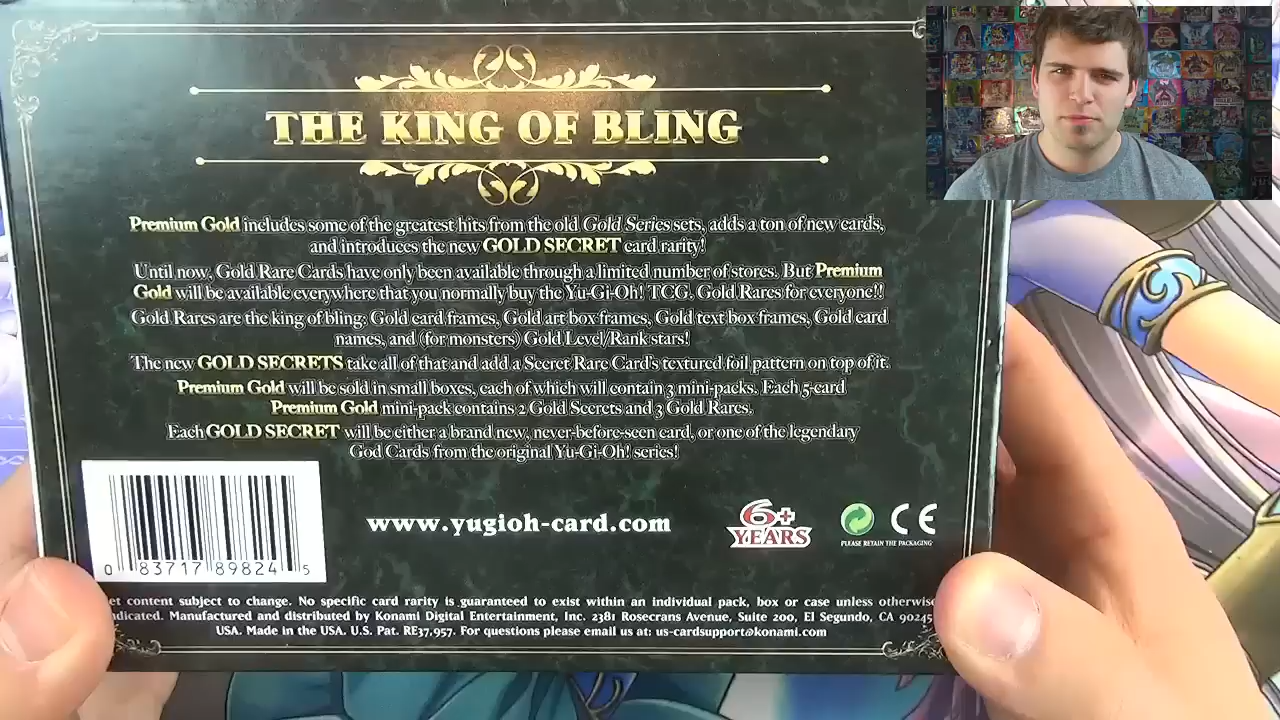 THE KING OF BLING
Premium Gold includes some of the greatest hits from the old Gold Series sets, adds a ton of new cards,
and introduces the new GOLD SECRET card rarity!
Until now, Gold Rare Cards have only been available through a limited number of stores. But Premium
Gold will be available everywhere that you normally buy the Yu-Gi-Oh! TCG. Gold Rares for everyone!!
Gold Rares are the king of bling: Gold card frames, Gold art box frames, Gold text box frames, Gold card
names, and (for monsters) Gold Level/Rank stars!
The new GOLD SECRETS take all of that and add a Secret Rare Card's textured foil pattern on top of it.
Premium Gold will be sold in small boxes, each of which will contain 3 mini-packs. Each 5-card
Premium Gold mini-pack contains 2 Gold Secrets and 3 Gold Rares.
Each GOLD SECRET will be either a brand new, never-before-seen card, or one of the legendary
God Cards from the original Yu-Gi-Oh! series!
0 83717 89824 5
www.yugioh-card.com
6+
YEARS
PLEASE RETAIN THE PACKAGING
CE
content subject to change. No specific card rarity is guaranteed to exist within an individual pack, box or case unless otherwise
Manufactured and distributed by Konami Digital Entertainment, Inc. 2381 Rosecrans Avenue, Suite 200, El Segundo, CA 90245
USA. Made in the USA. U.S. Pat. RE37,957. For questions please email us at: us-cardsupport@konami.com